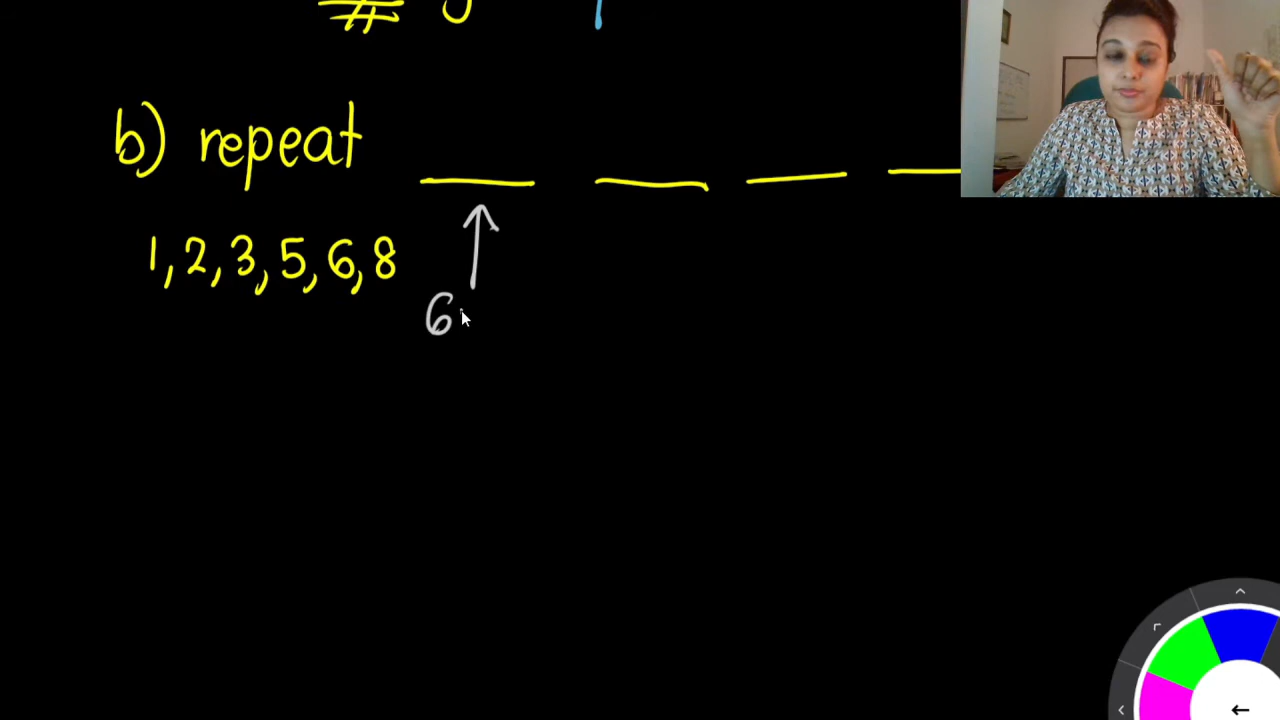 b) repeat
1, 2, 3, 5, 6, 8
6